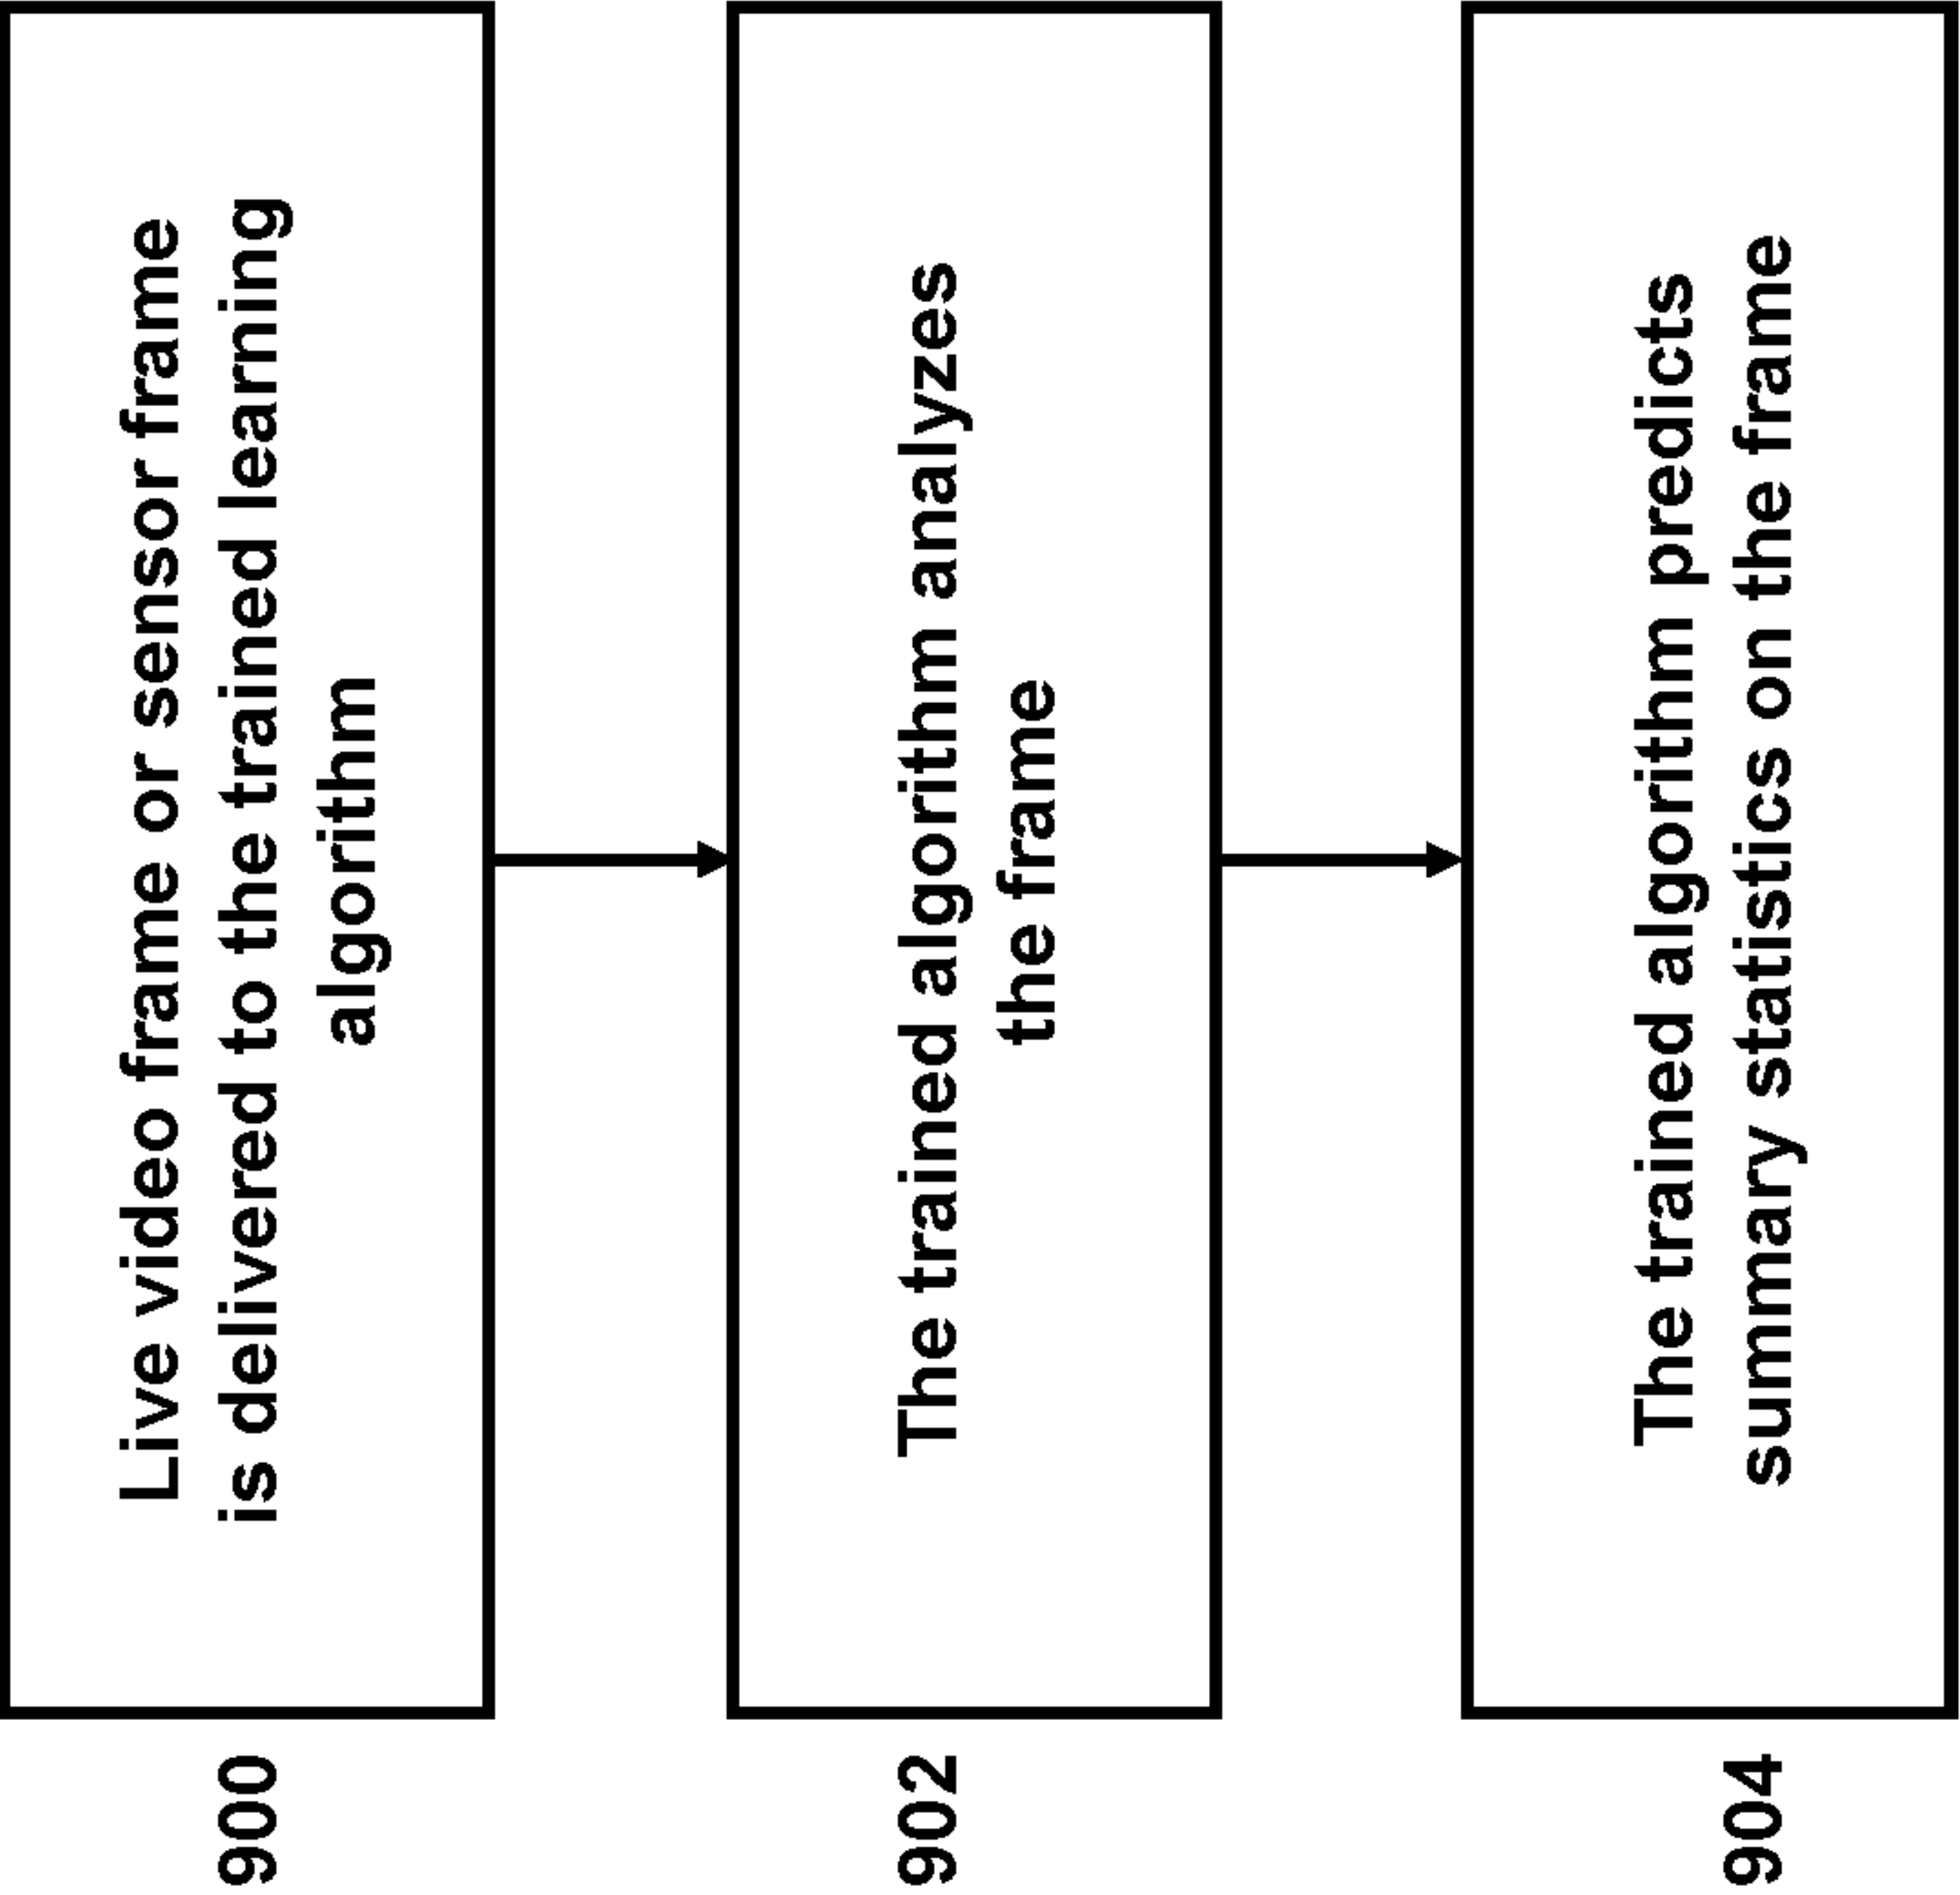 900
Live video frame or sensor frame
is delivered to the trained learning
algorithm
902
The trained algorithm analyzes
the frame
904
The trained algorithm predicts
summary statistics on the frame